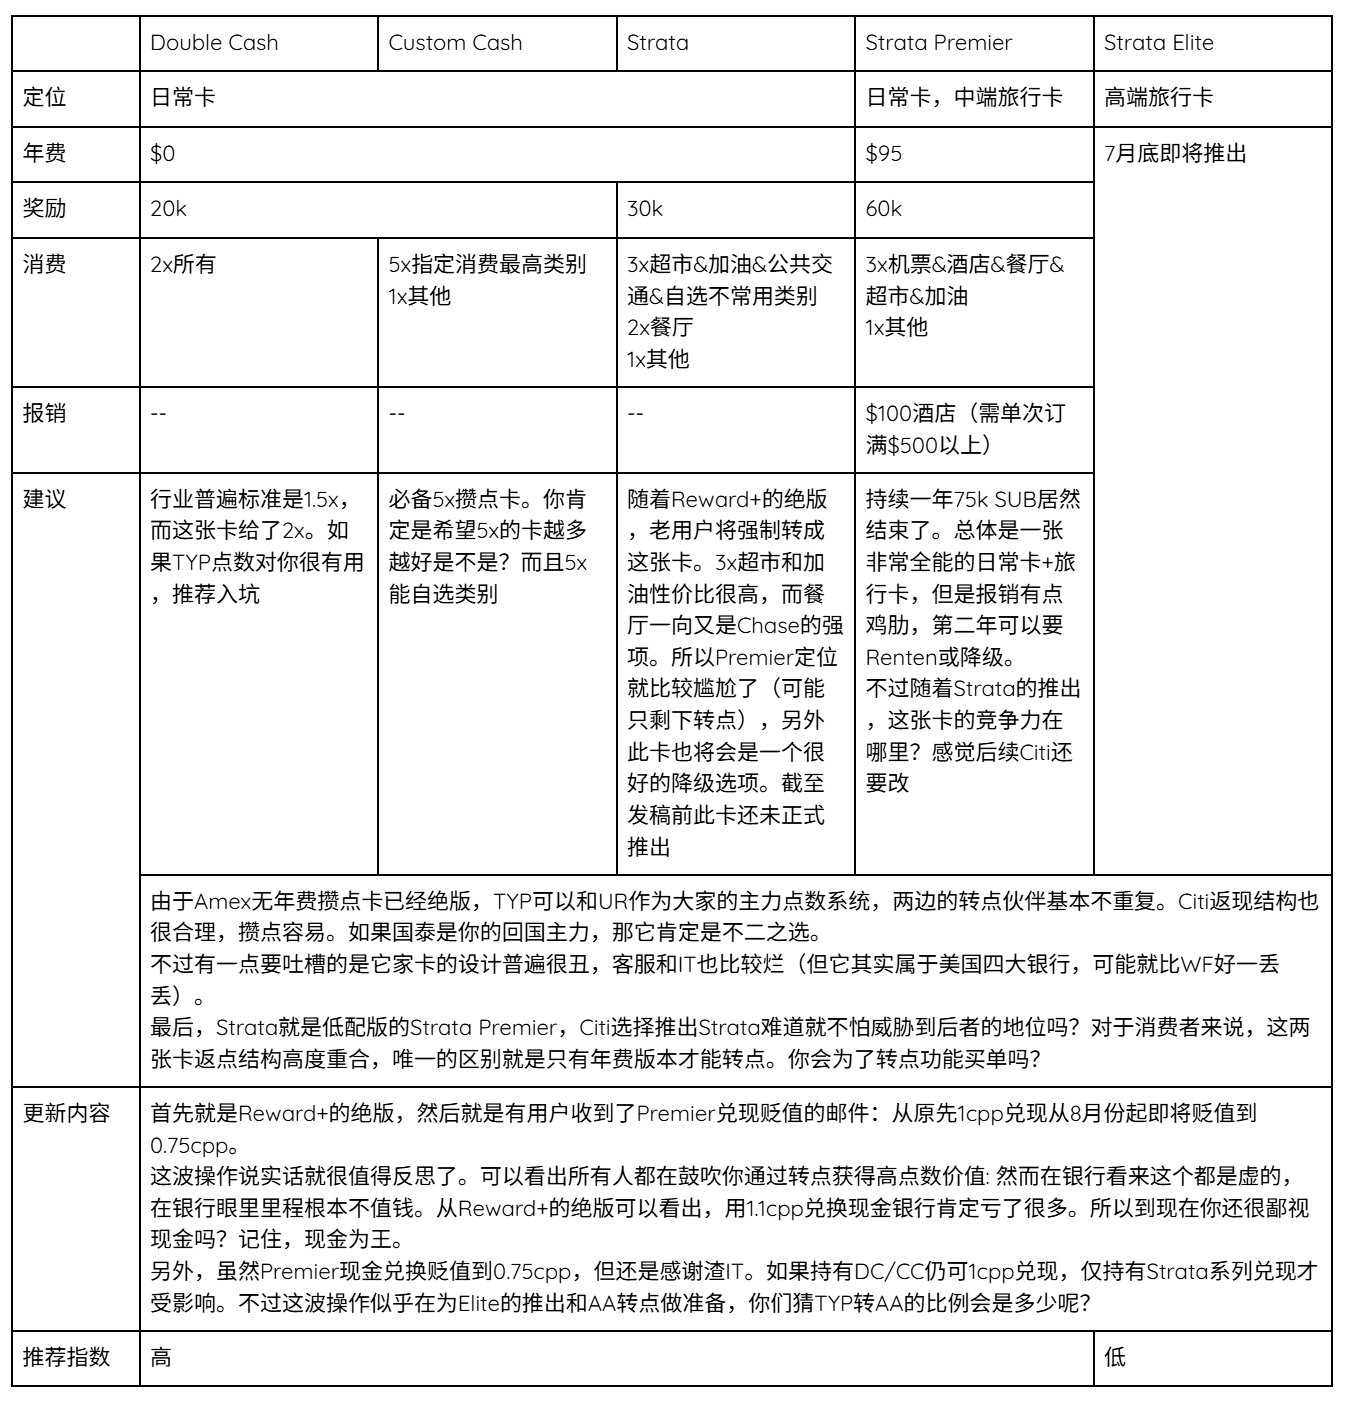 Double Cash
Custom Cash
Strata
Strata Premier
Strata Elite
定位
日常卡
日常卡，中端旅行卡
高端旅行卡
年费
$0
$95
7月底即将推出
奖励
20k
30k
60k
消费
2x所有
5x指定消费最高类别
1x其他
3x超市&加油&公共交
通&自选不常用类别
2x餐厅
1x其他
3x机票&酒店&餐厅&
超市&加油
1x其他
报销
--
--
--
$100酒店（需单次订
满$500以上）
建议
行业普遍标准是1.5x，
而这张卡给了2x。如
果TYP点数对你很有用
，推荐入坑
必备5x攒点卡。你肯
定是希望5x的卡越多
越好是不是？而且5x
能自选类别
随着Reward+的绝版
，老用户将强制转成
这张卡。3x超市和加
油性价比很高，而餐
厅一向又是Chase的强
项。所以Premier定位
就比较尴尬了（可能
只剩下转点），另外
此卡也将会是一个很
好的降级选项。截至
发稿前此卡还未正式
推出
持续一年75k SUB居然
结束了。总体是一张
非常全能的日常卡+旅
行卡，但是报销有点
鸡肋，第二年可以要
Renten或降级。
不过随着Strata的推出
，这张卡的竞争力在
哪里？感觉后续Citi还
要改
由于Amex无年费攒点卡已经绝版，TYP可以和UR作为大家的主力点数系统，两边的转点伙伴基本不重复。Citi返现结构也
很合理，攒点容易。如果国泰是你的回国主力，那它肯定是不二之选。
不过有一点要吐槽的是它家卡的设计普遍很丑，客服和IT也比较烂（但它其实属于美国四大银行，可能就比WF好一丢
丢）。
最后，Strata就是低配版的Strata Premier，Citi选择推出Strata难道就不怕威胁到后者的地位吗？对于消费者来说，这两
张卡返点结构高度重合，唯一的区别就是只有年费版本才能转点。你会为了转点功能买单吗？
更新内容
首先就是Reward+的绝版，然后就是有用户收到了Premier兑现贬值的邮件：从原先1cpp兑现从8月份起即将贬值到
0.75cpp。
这波操作说实话就很值得反思了。可以看出所有人都在鼓吹你通过转点获得高点数价值: 然而在银行看来这个都是虚的，
在银行眼里里程根本不值钱。从Reward+的绝版可以看出，用1.1cpp兑换现金银行肯定亏了很多。所以到现在你还很鄙视
现金吗？记住，现金为王。
另外，虽然Premier现金兑换贬值到0.75cpp，但还是感谢渣IT。如果持有DC/CC仍可1cpp兑现，仅持有Strata系列兑现才
受影响。不过这波操作似乎在为Elite的推出和AA转点做准备，你们猜TYP转AA的比例会是多少呢？
推荐指数
高
低